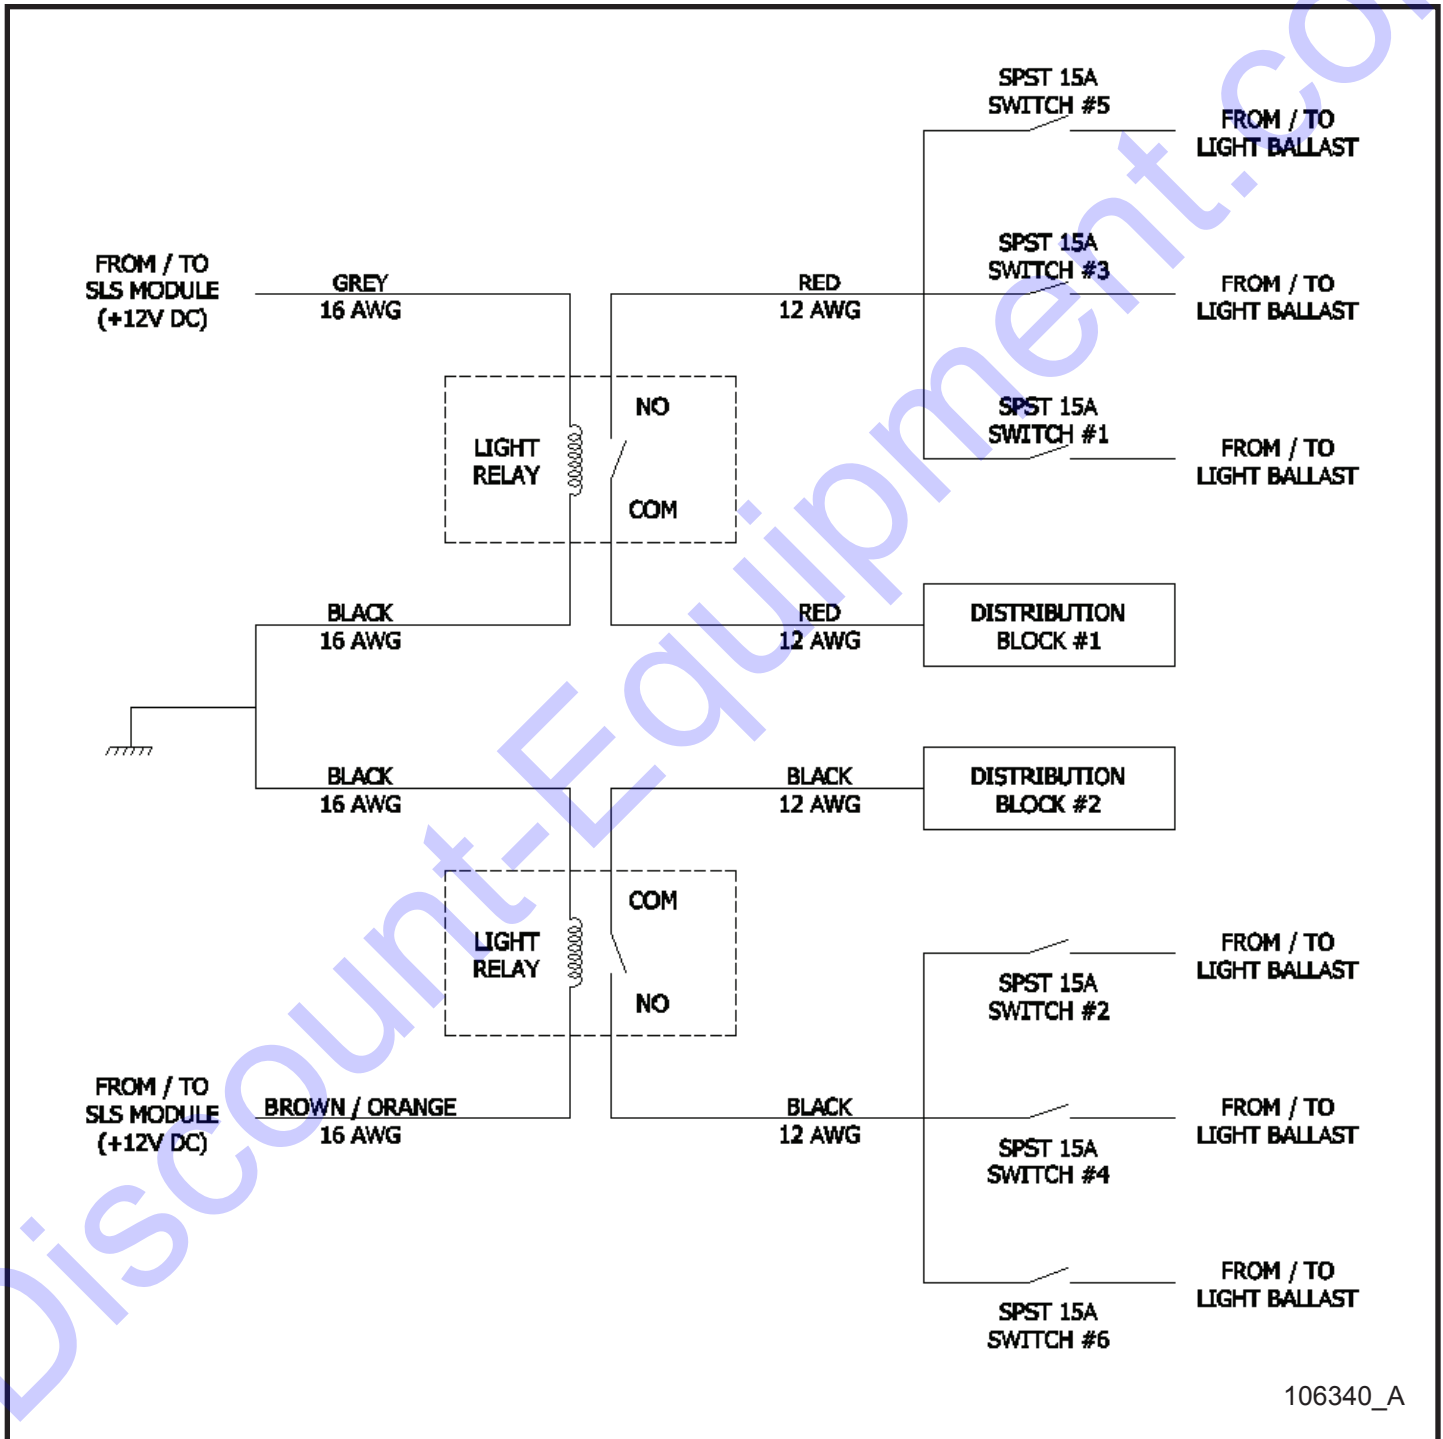 SPST 15A
SWITCH #5
FROM / TO
LIGHT BALLAST
FROM / TO
SLS MODULE
(+12V DC)
GREY
16 AWG
RED
12 AWG
SPST 15A
SWITCH #3
FROM / TO
LIGHT BALLAST
NO
LIGHT
RELAY
COM
SPST 15A
SWITCH #1
FROM / TO
LIGHT BALLAST
BLACK
16 AWG
RED
12 AWG
DISTRIBUTION
BLOCK #1
BLACK
16 AWG
BLACK
12 AWG
DISTRIBUTION
BLOCK #2
COM
LIGHT
RELAY
NO
SPST 15A
SWITCH #2
FROM / TO
LIGHT BALLAST
FROM / TO
SLS MODULE
(+12V DC)
BROWN / ORANGE
16 AWG
BLACK
12 AWG
SPST 15A
SWITCH #4
FROM / TO
LIGHT BALLAST
SPST 15A
SWITCH #6
FROM / TO
LIGHT BALLAST
106340_A
Discount-Equipment.co